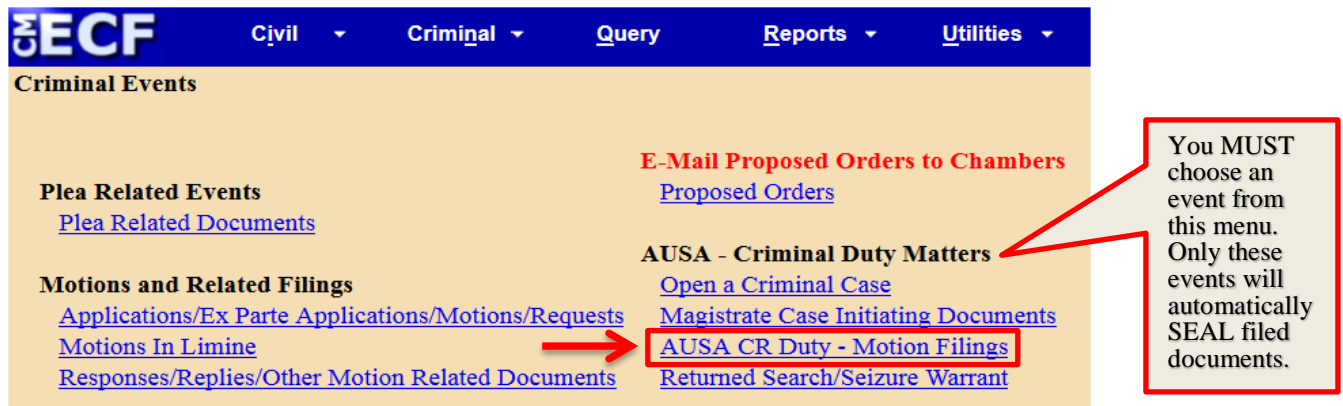 CM ECF Civil Criminal Query Reports Utilities
Criminal Events
Plea Related Events
Plea Related Documents
Motions and Related Filings
Applications/Ex Parte Applications/Motions/Requests
Motions In Limine
Responses/Replies/Other Motion Related Documents
E-Mail Proposed Orders to Chambers
Proposed Orders
AUSA - Criminal Duty Matters
Open a Criminal Case
Magistrate Case Initiating Documents
AUSA CR Duty - Motion Filings
Returned Search/Seizure Warrant
You MUST
choose an
event from
this menu.
Only these
events will
automatically
SEAL filed
documents.